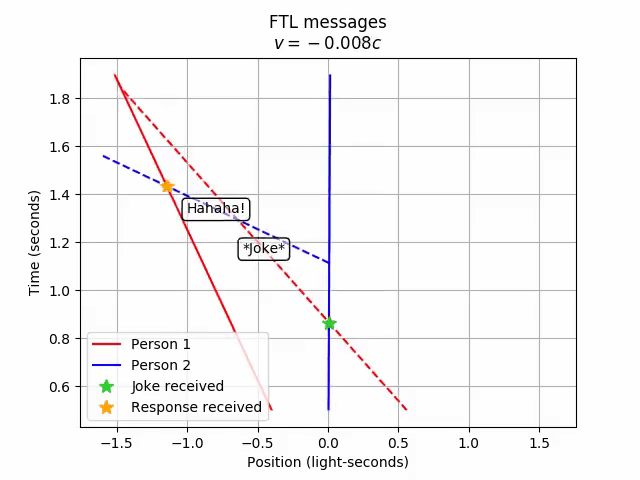 FTL messages
v = −0.008c
Time (seconds)
1.8
1.6
1.4
1.2
1.0
0.8
0.6
Hahaha!
*Joke*
Person 1
Person 2
Joke received
Response received
−1.5
−1.0
−0.5
0.0
0.5
1.0
1.5
Position (light-seconds)